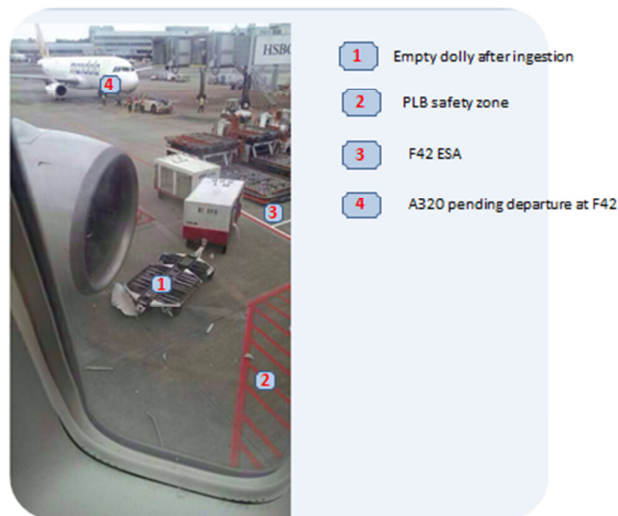 HSBC
mandala
4
3
1
2
1 Empty dolly after ingestion
2 PLB safety zone
3 F42 ESA
4 A320 pending departure at F42